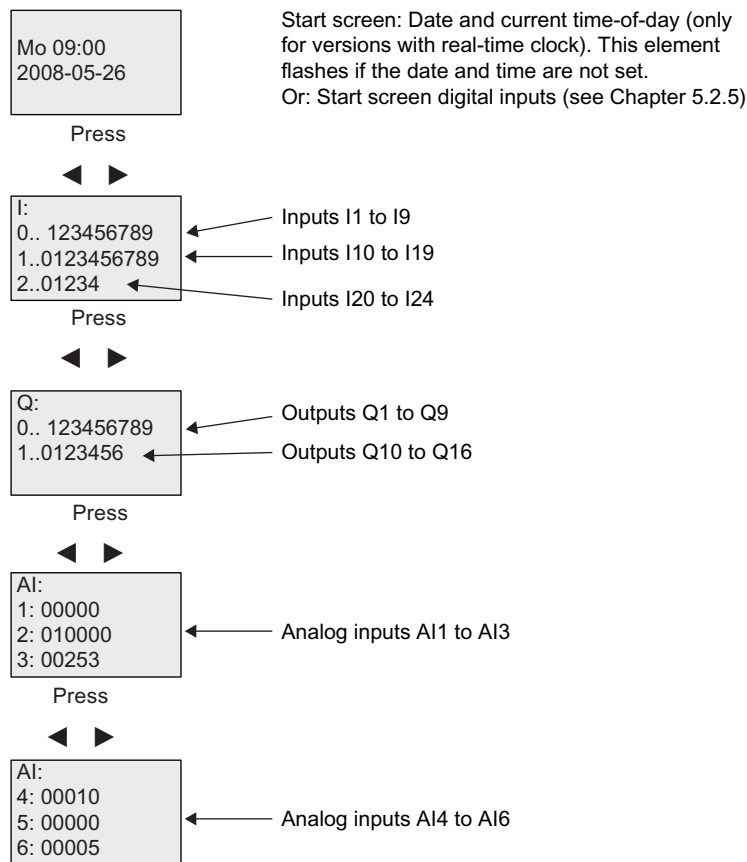 Mo 09:00
2008-05-26
Start screen: Date and current time-of-day (only
for versions with real-time clock). This element
flashes if the date and time are not set.
Or: Start screen digital inputs (see Chapter 5.2.5)
Press
I:
0.. 123456789
1..0123456789
2..01234
Inputs I1 to I9
Inputs I10 to I19
Inputs I20 to I24
Press
Q:
0.. 123456789
1..0123456
Outputs Q1 to Q9
Outputs Q10 to Q16
Press
AI:
1: 00000
2: 010000
3: 00253
Analog inputs AI1 to AI3
Press
AI:
4: 00010
5: 00000
6: 00005
Analog inputs AI4 to AI6